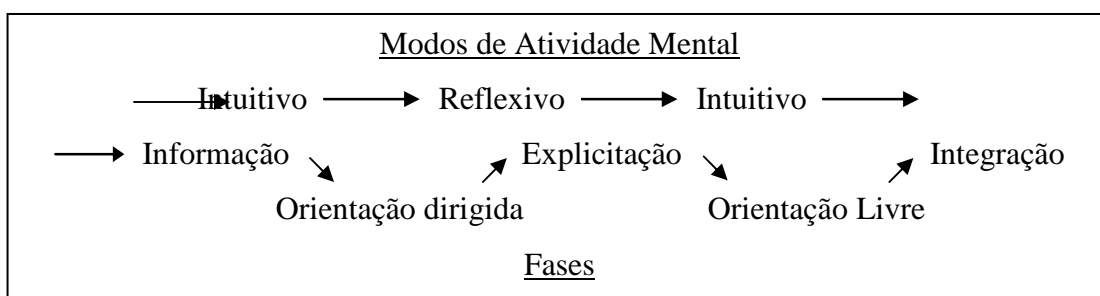 Modos de Atividade Mental
Intuitivo Reflexivo Intuitivo
Informação Explicitação Integração
Orientação dirigida Orientação Livre
Fases